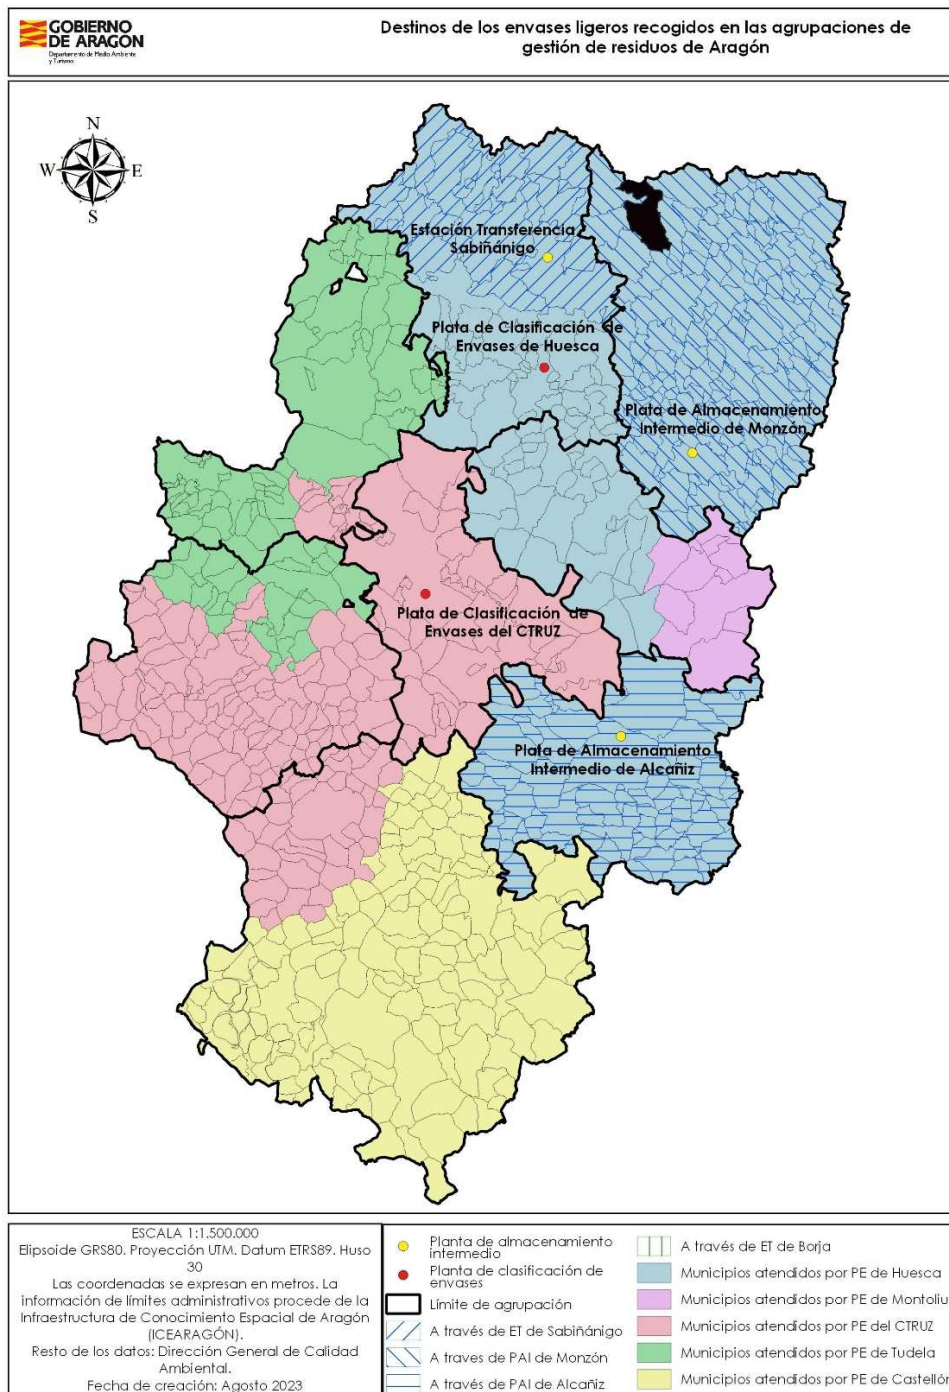 GOBIERNO
DE ARAGON
Departamento de Medio Ambiente
y Turismo
Destinos de los envases ligeros recogidos en las agrupaciones de
gestión de residuos de Aragón
N
W
E
S
Estación Transferencia
Sabiñánigo
Plata de Clasificación de
Envases de Huesca
Plata de Almacenamiento
Intermedio de Monzón
Plata de Clasificación de
Envases del CTRUZ
Plata de Almacenamiento
Intermedio de Alcañiz
ESCALA 1:1.500.000
Elipsoide GRS80. Proyección UTM. Datum ETRS89. Huso
30
Las coordenadas se expresan en metros. La
información de límites administrativos procede de la
Infraestructura de Conocimiento Espacial de Aragón
(ICEARAGÓN).
Resto de los datos: Dirección General de Calidad
Ambiental.
Fecha de creación: Agosto 2023
Planta de almacenamiento
intermedio
Planta de clasificación de
envases
Límite de agrupación
A través de ET de Sabiñánigo
A traves de PAI de Monzón
A través de PAI de Alcañiz
A través de ET de Borja
Municipios atendidos por PE de Huesca
Municipios atendidos por PE de Montoliu
Municipios atendidos por PE del CTRUZ
Municipios atendidos por PE de Tudela
Municipios atendidos por PE de Castellón